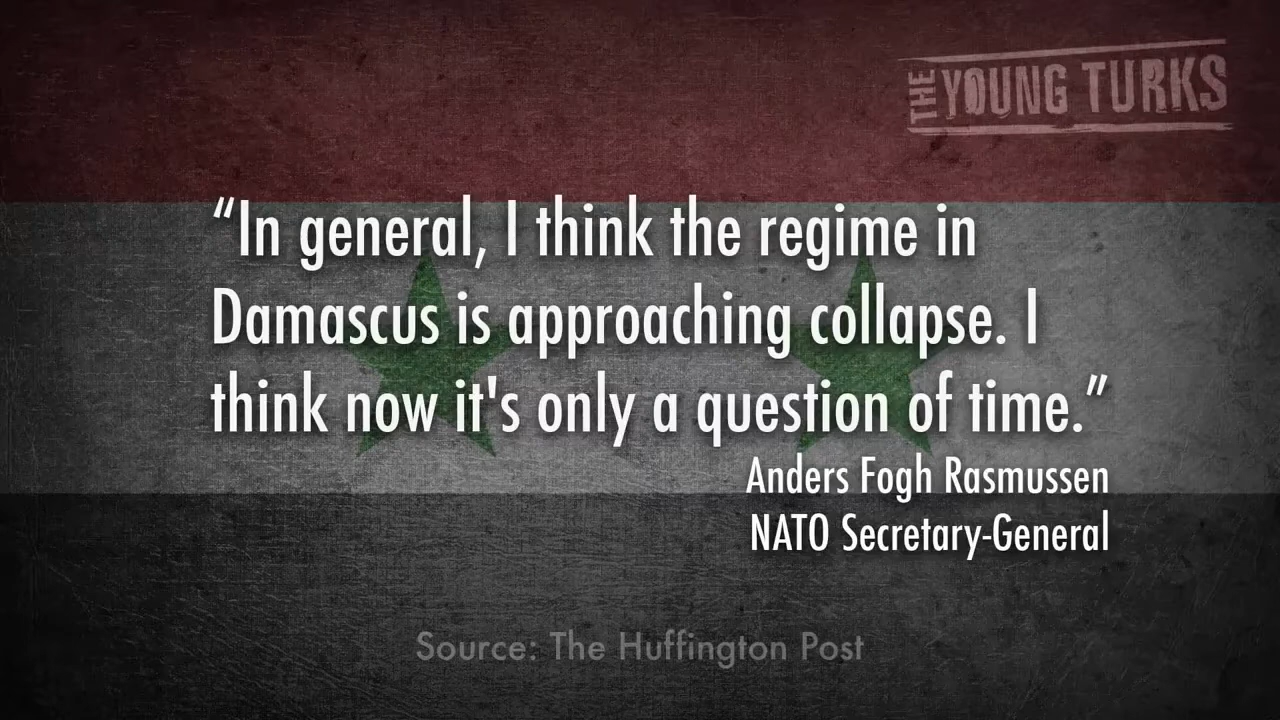 THE YOUNG TURKS
“In general, I think the regime in
Damascus is approaching collapse. I
think now it's only a question of time.”
Anders Fogh Rasmussen
NATO Secretary-General
Source: The Huffington Post